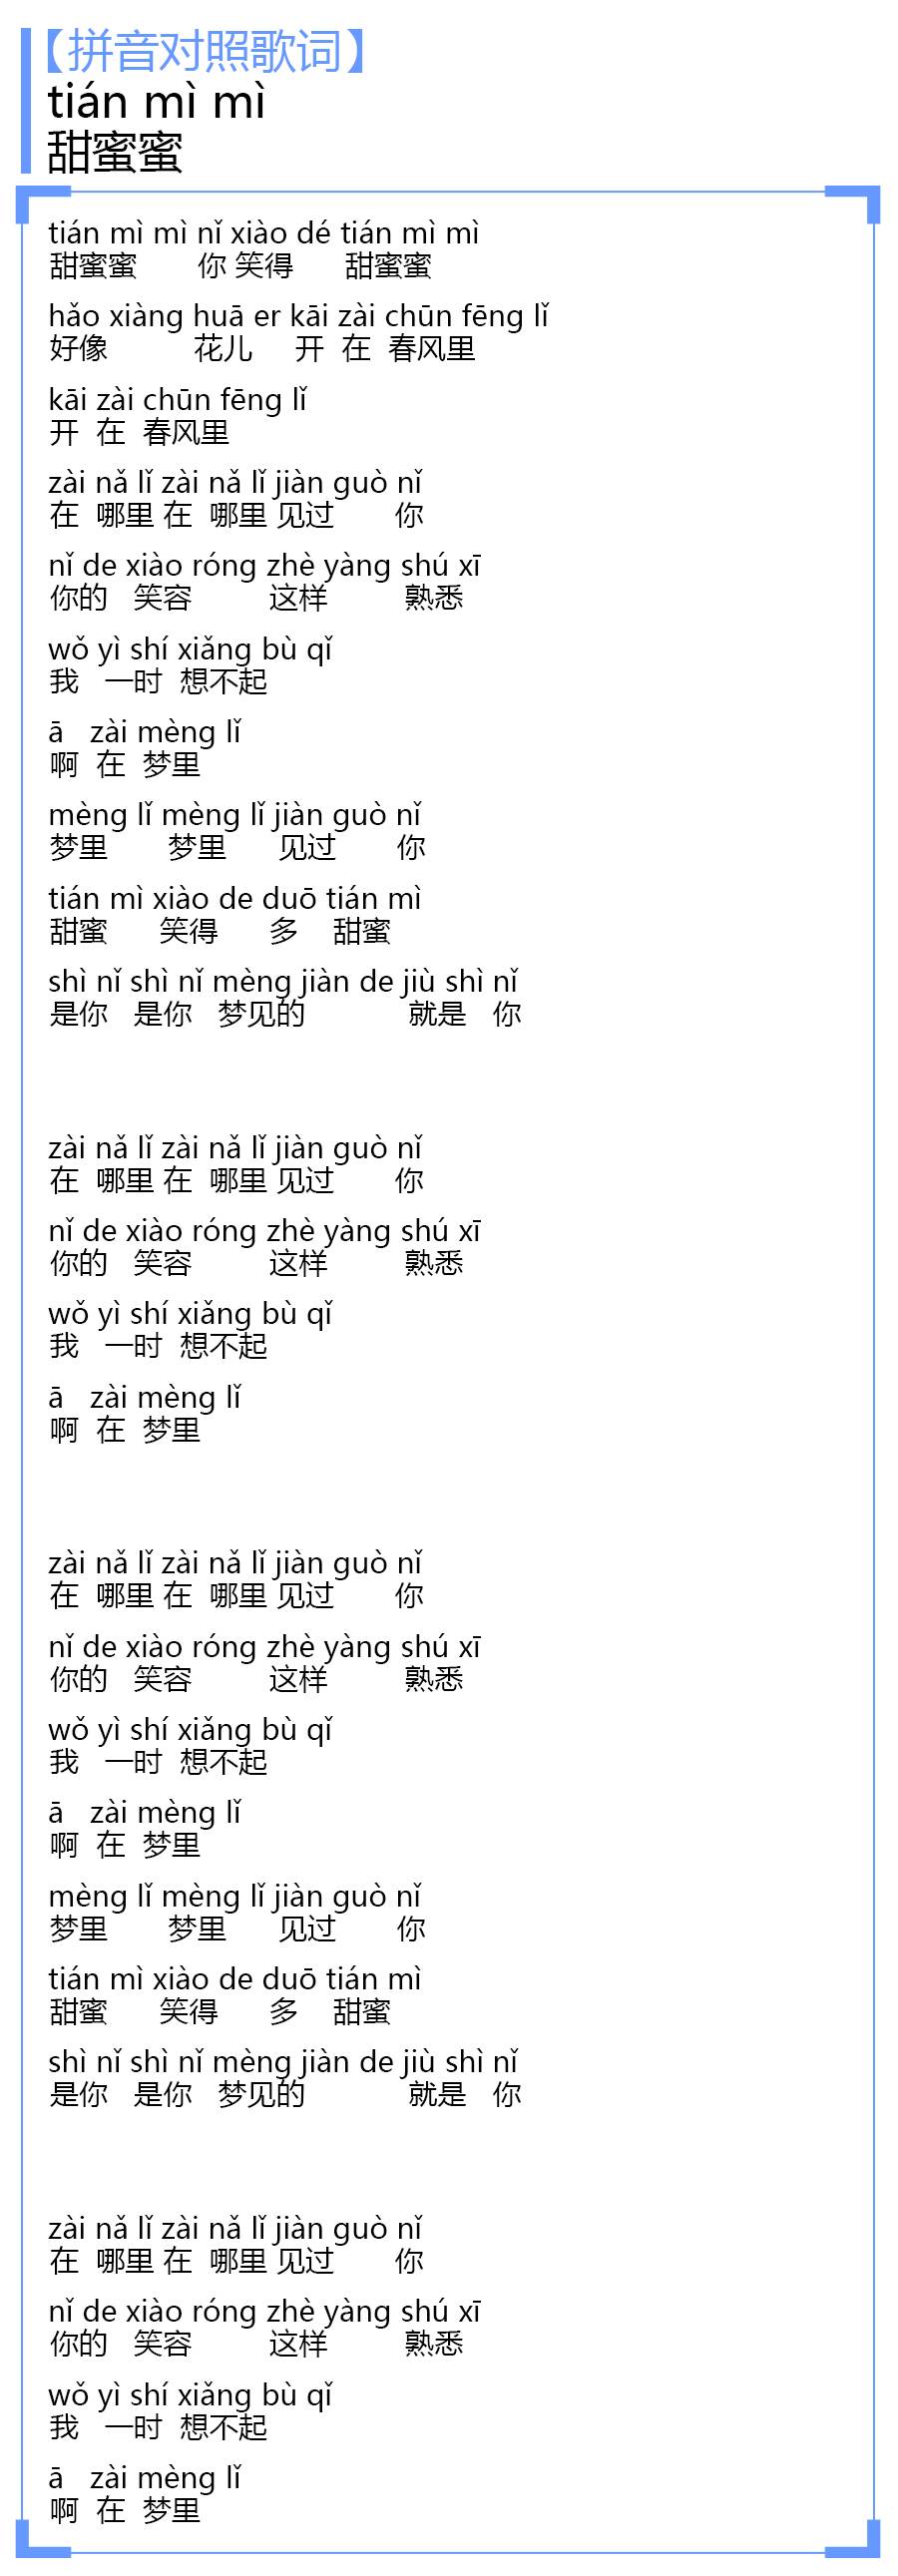 【拼音对照歌词】
tián mì mì
甜蜜蜜
tián mì mì nǐ xiào dé tián mì mì
甜蜜蜜 你 笑得 甜蜜蜜
hǎo xiàng huā er kāi zài chūn fēng lǐ
好像 花儿 开 在 春风里
kāi zài chūn fēng lǐ
开 在 春风里
zài nǎ lǐ zài nǎ lǐ jiàn guò nǐ
在 哪里 在 哪里 见过 你
nǐ de xiào róng zhè yàng shú xī
你的 笑容 这样 熟悉
wǒ yì shí xiǎng bù qǐ
我 一时 想不起
ā zài mèng lǐ
啊 在 梦里
mèng lǐ mèng lǐ jiàn guò nǐ
梦里 梦里 见过 你
tián mì xiào de duō tián mì
甜蜜 笑得 多 甜蜜
shì nǐ shì nǐ mèng jiàn de jiù shì nǐ
是你 是你 梦见的 就是 你
zài nǎ lǐ zài nǎ lǐ jiàn guò nǐ
在 哪里 在 哪里 见过 你
nǐ de xiào róng zhè yàng shú xī
你的 笑容 这样 熟悉
wǒ yì shí xiǎng bù qǐ
我 一时 想不起
ā zài mèng lǐ
啊 在 梦里
zài nǎ lǐ zài nǎ lǐ jiàn guò nǐ
在 哪里 在 哪里 见过 你
nǐ de xiào róng zhè yàng shú xī
你的 笑容 这样 熟悉
wǒ yì shí xiǎng bù qǐ
我 一时 想不起
ā zài mèng lǐ
啊 在 梦里
mèng lǐ mèng lǐ jiàn guò nǐ
梦里 梦里 见过 你
tián mì xiào de duō tián mì
甜蜜 笑得 多 甜蜜
shì nǐ shì nǐ mèng jiàn de jiù shì nǐ
是你 是你 梦见的 就是 你
zài nǎ lǐ zài nǎ lǐ jiàn guò nǐ
在 哪里 在 哪里 见过 你
nǐ de xiào róng zhè yàng shú xī
你的 笑容 这样 熟悉
wǒ yì shí xiǎng bù qǐ
我 一时 想不起
ā zài mèng lǐ
啊 在 梦里